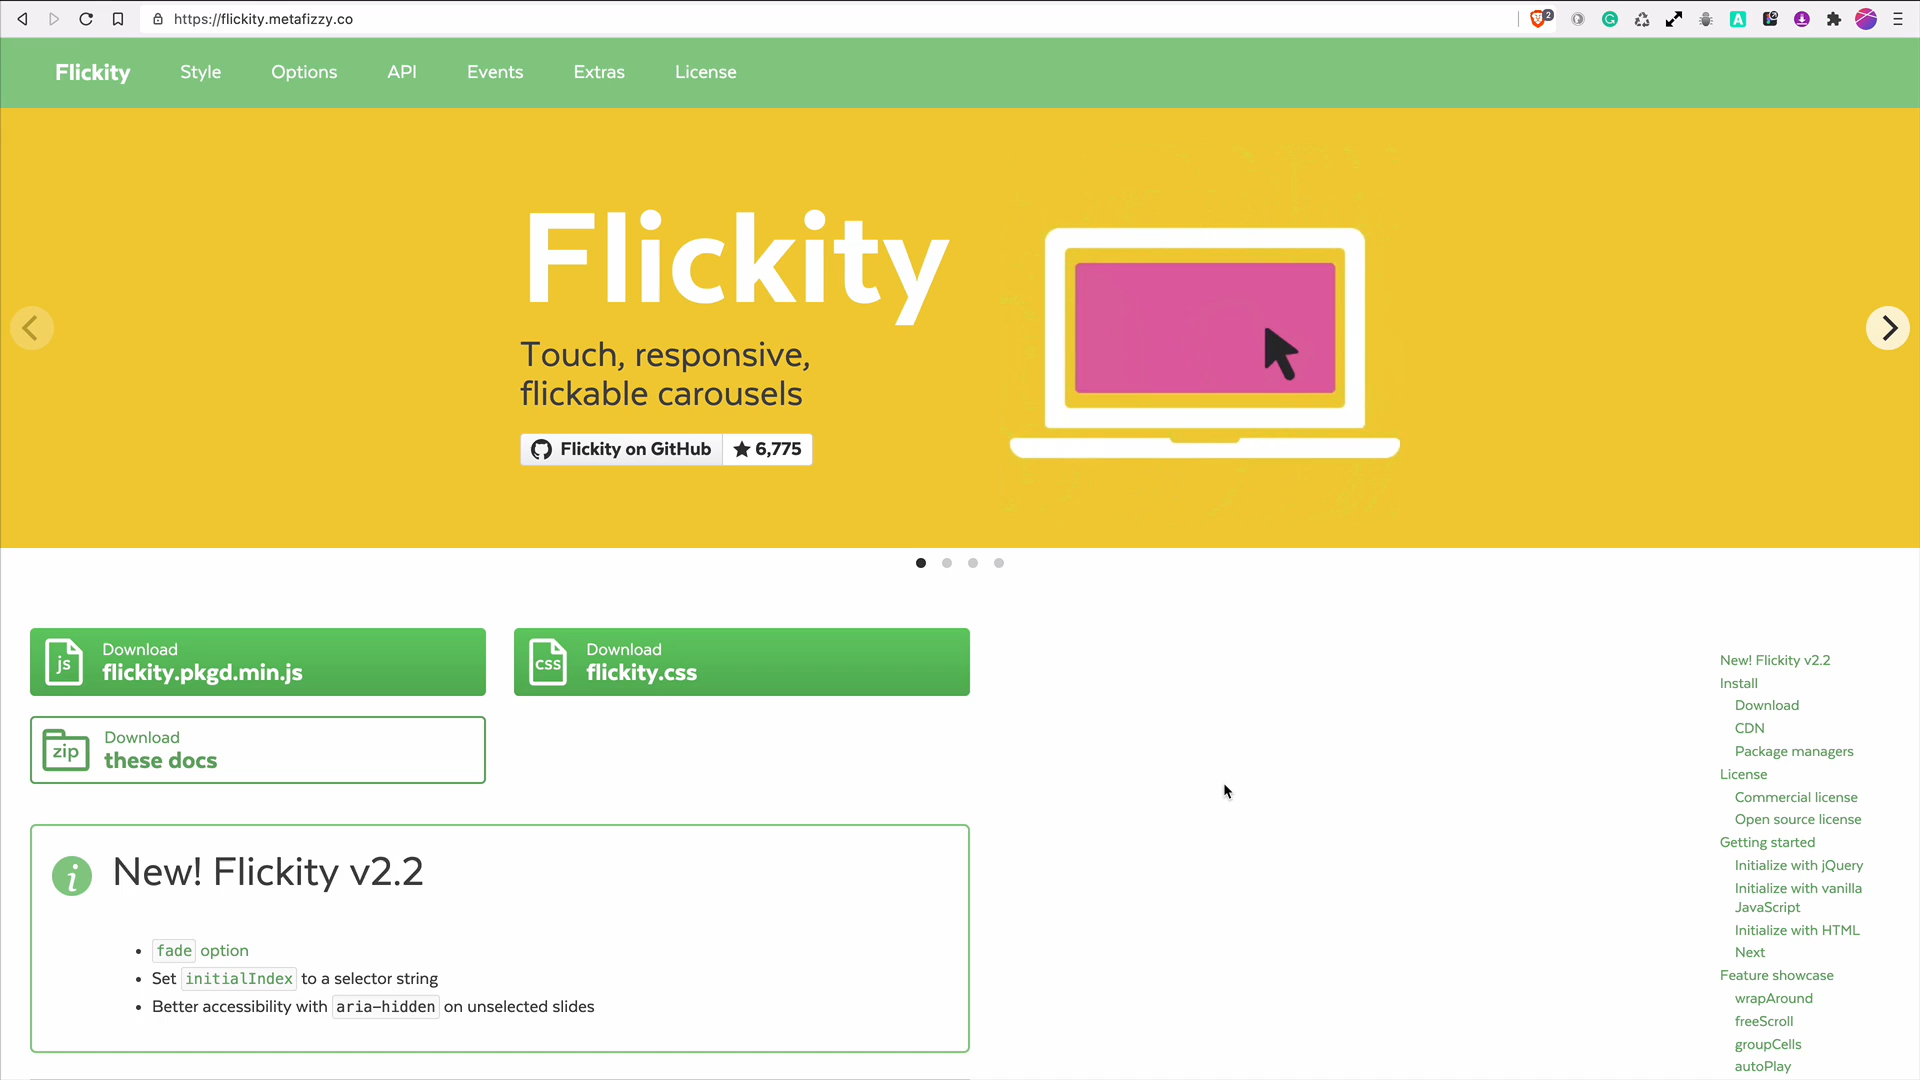 https://flickity.metafizzy.co
2
A
Flickity Style Options API Events Extras License
Flickity
Touch, responsive,
flickable carousels
Flickity on GitHub 6,775
js
Download
flickity.pkgd.min.js
css
Download
flickity.css
zip
Download
these docs
i
New! Flickity v2.2
fade option
Set initialIndex to a selector string
Better accessibility with aria-hidden on unselected slides
New! Flickity v2.2
Install
Download
CDN
Package managers
License
Commercial license
Open source license
Getting started
Initialize with jQuery
Initialize with vanilla
JavaScript
Initialize with HTML
Next
Feature showcase
wrapAround
freeScroll
groupCells
autoPlay